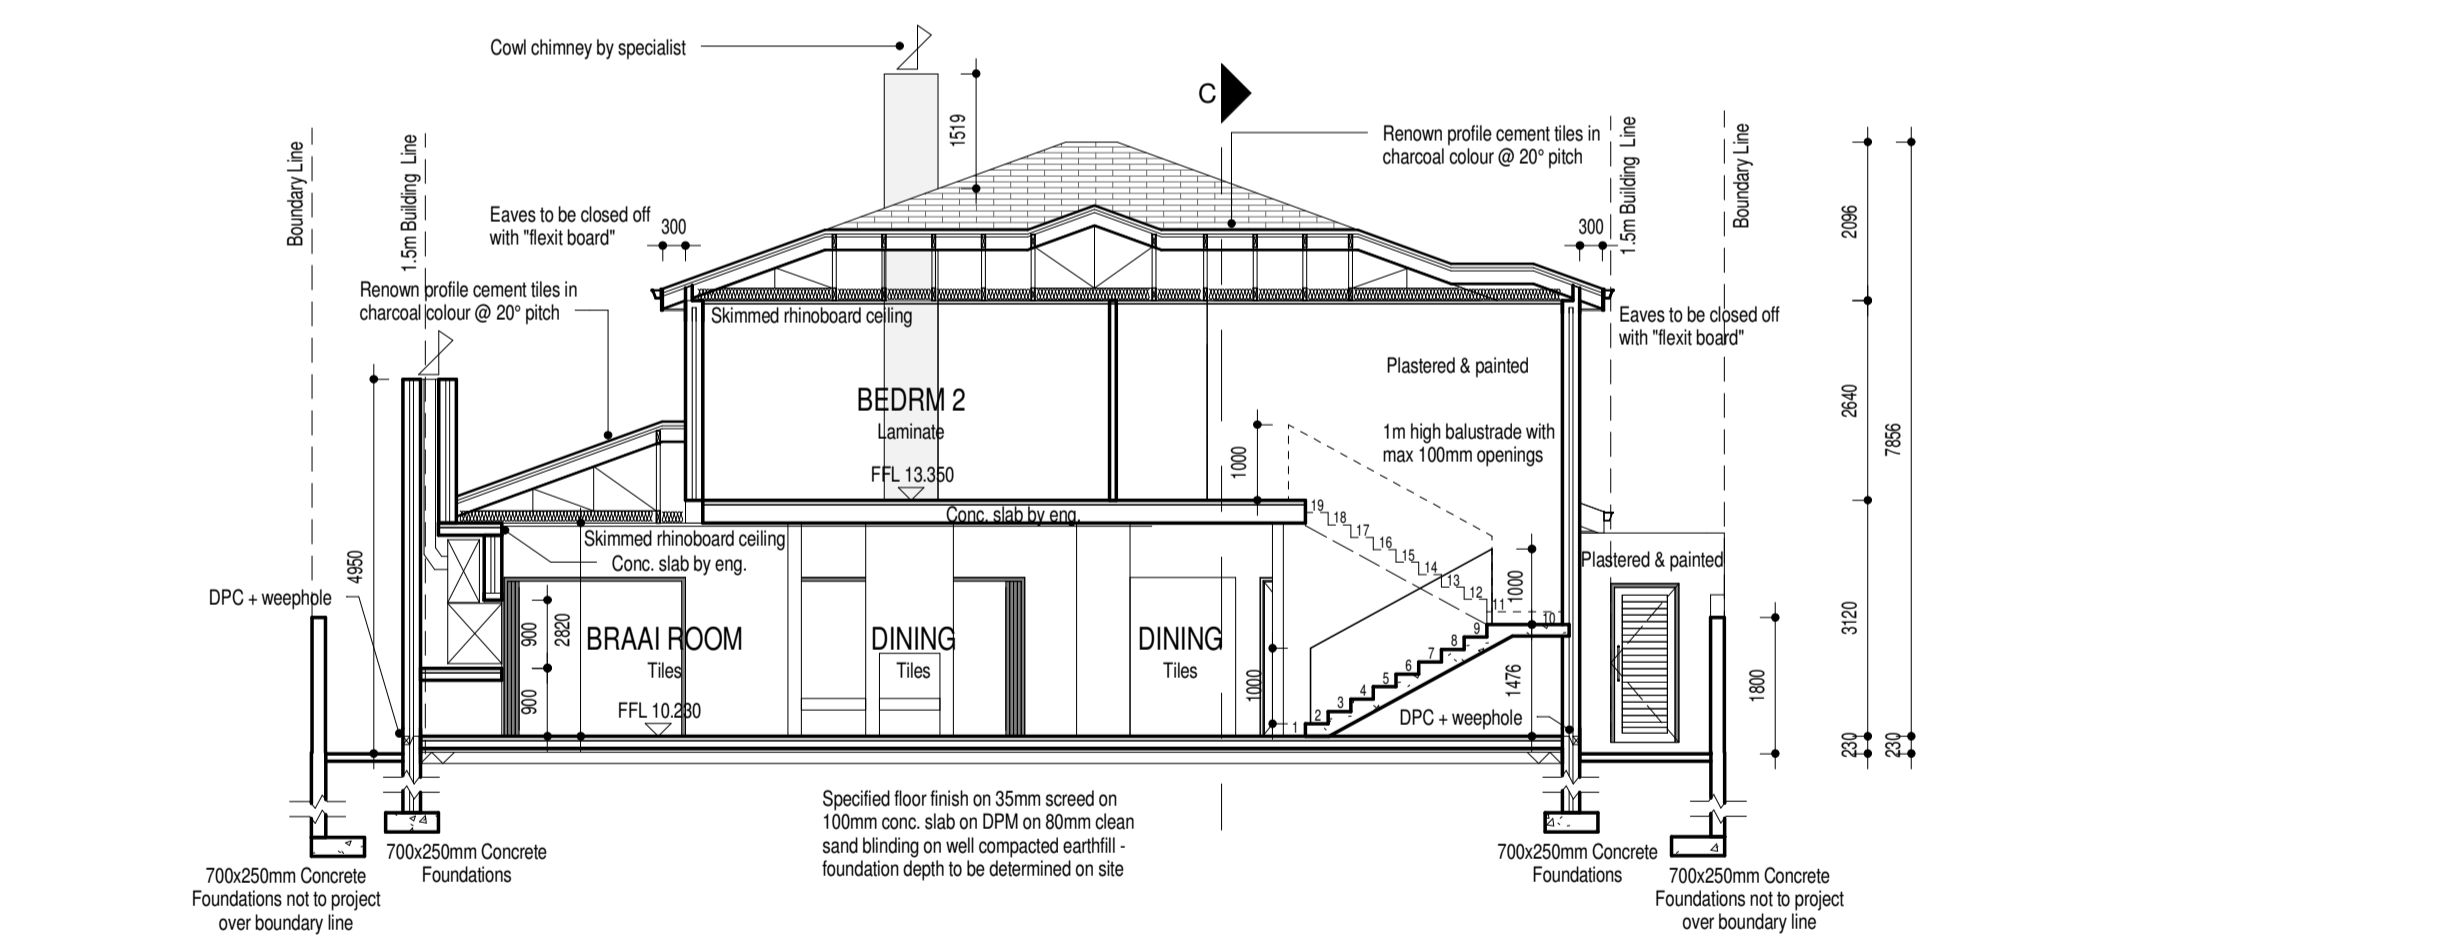 Cowl chimney by specialist
C
1519
Renown profile cement tiles in
charcoal colour @ 20° pitch
Boundary Line
1.5m Building Line
Eaves to be closed off
with "flexit board"
300
300
1.5m Building Line
Boundary Line
2096
Renown profile cement tiles in
charcoal colour @ 20° pitch
Skimmed rhinoboard ceiling
Eaves to be closed off
with "flexit board"
Plastered & painted
BEDRM 2
Laminate
FFL 13.350
1m high balustrade with
max 100mm openings
1000
2640
7856
Conc. slab by eng.
19
18
17
16
15
14
13
12
11
10
Skimmed rhinoboard ceiling
Conc. slab by eng.
Plastered & painted
4950
DPC + weephole
900
2820
900
BRAAI ROOM
Tiles
FFL 10.230
DINING
Tiles
DINING
Tiles
1000
1000
1476
9
8
7
6
5
4
3
2
1
DPC + weephole
3120
1800
230
230
Specified floor finish on 35mm screed on
100mm conc. slab on DPM on 80mm clean
sand blinding on well compacted earthfill -
foundation depth to be determined on site
700x250mm Concrete
Foundations not to project
over boundary line
700x250mm Concrete
Foundations
700x250mm Concrete
Foundations
700x250mm Concrete
Foundations not to project
over boundary line